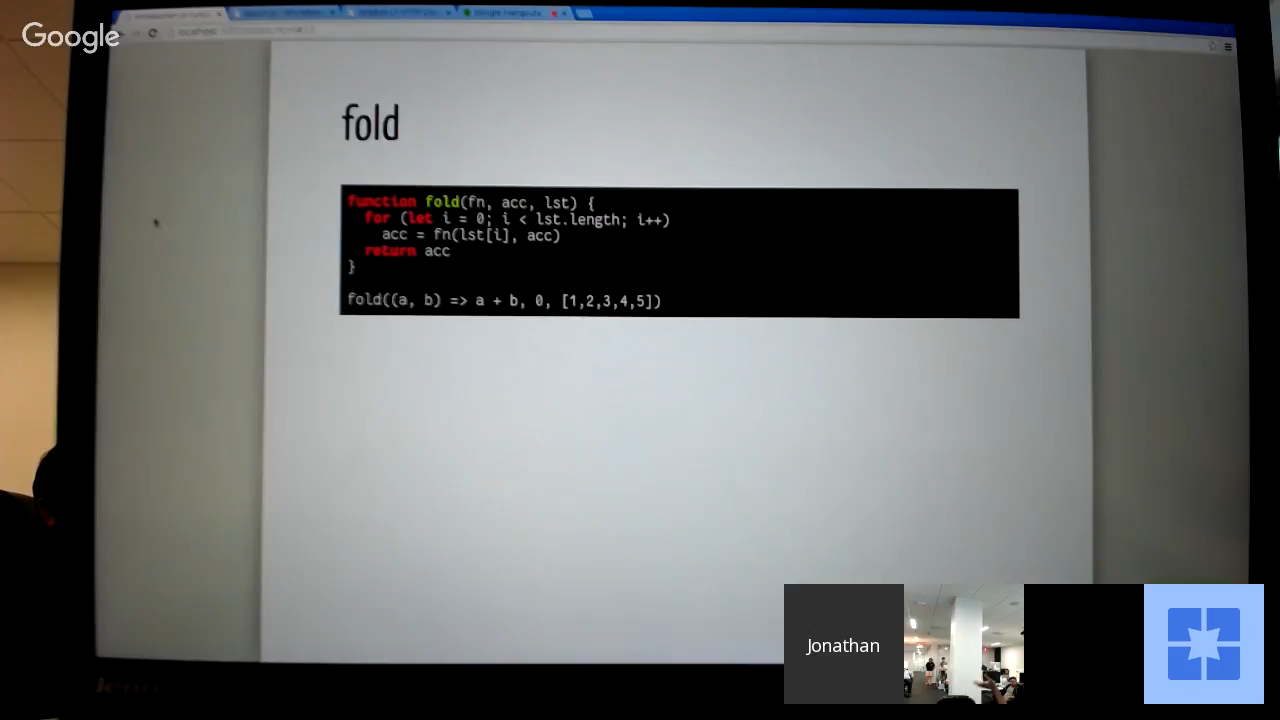 Google
fold
function fold(fn, acc, lst) {
for (let i = 0; i < lst.length; i++)
acc = fn(lst[i], acc)
return acc
}
fold((a, b) => a + b, 0, [1,2,3,4,5])
Jonathan